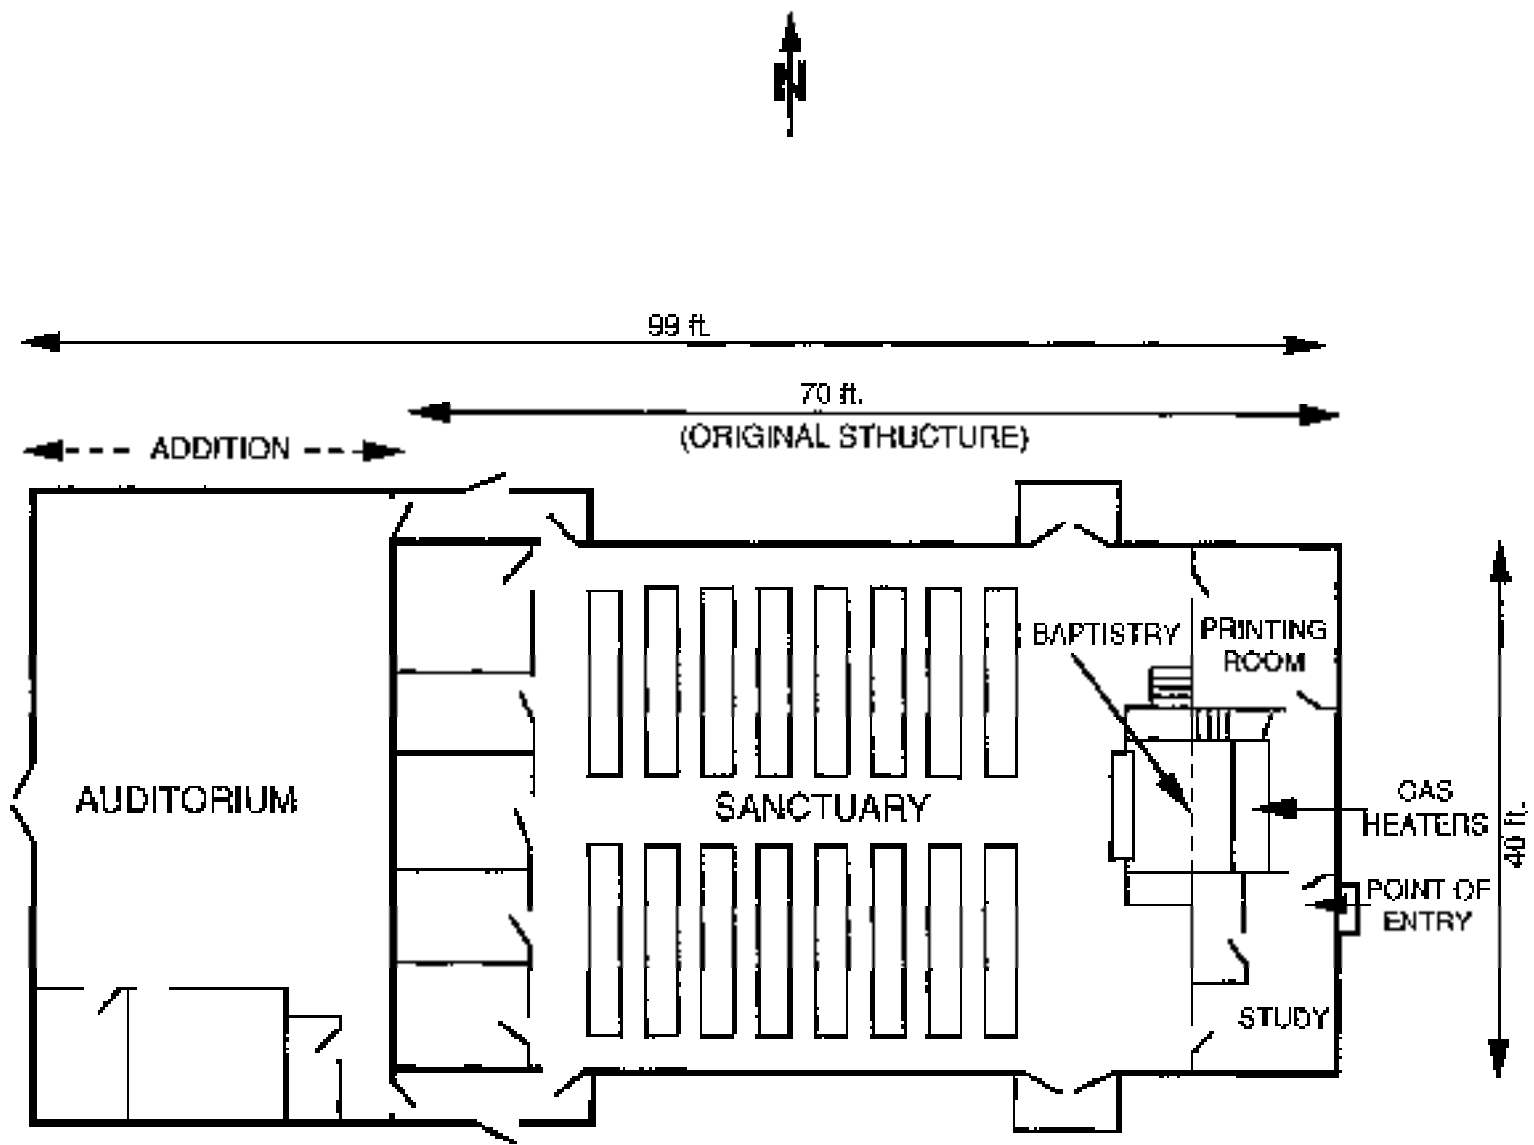 N
99 ft.
70 ft.
(ORIGINAL STRUCTURE)
ADDITION
BAPTISTRY
PRINTING
ROOM
AUDITORIUM
SANCTUARY
GAS
HEATERS
40 ft.
POINT OF
ENTRY
STUDY